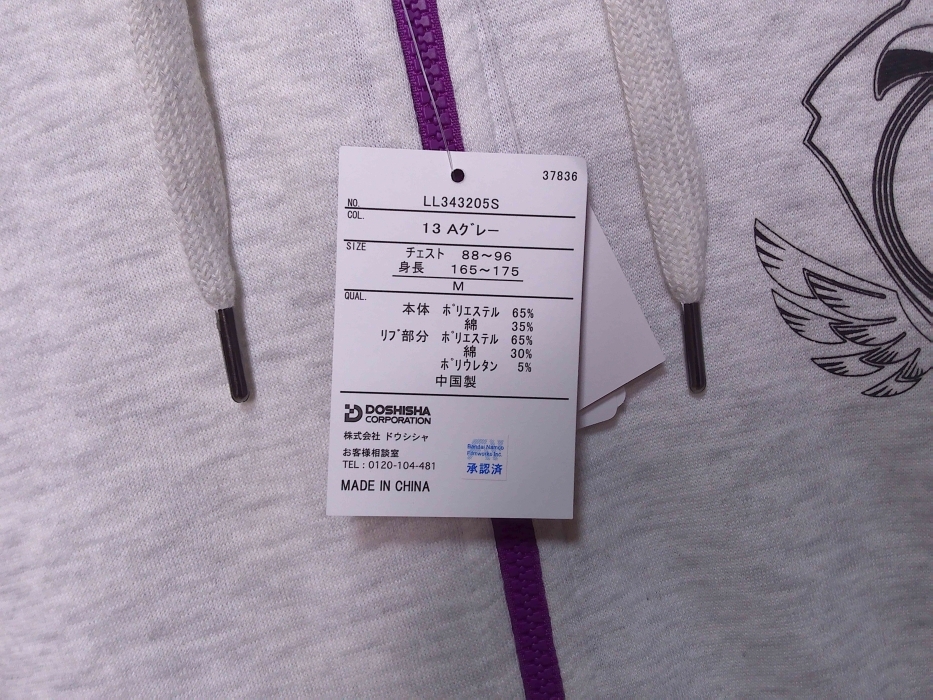 37836
NO. LL343205S
COL.
13 Aグレー
SIZE
チェスト 88〜96
身長 165〜175
M
QUAL.
本体 ポリエステル 65%
綿 35%
リブ部分 ポリエステル 65%
綿 30%
ポリウレタン 5%
中国製
DOSHISHA
CORPORATION
株式会社 ドウシシャ
お客様相談室
TEL : 0120-104-481
MADE IN CHINA
Bandai Namco
Filmworks Inc.
承認済